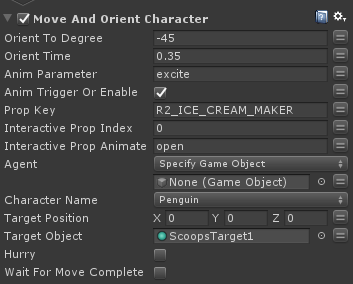 Move And Orient Character
Orient To Degree -45
Orient Time 0.35
Anim Parameter excite
Anim Trigger Or Enable
Prop Key R2_ICE_CREAM_MAKER
Interactive Prop Index 0
Interactive Prop Animate open
Agent Specify Game Object
None (Game Object)
Character Name Penguin
Target Position X 0 Y 0 Z 0
Target Object ScoopsTarget1
Hurry
Wait For Move Complete